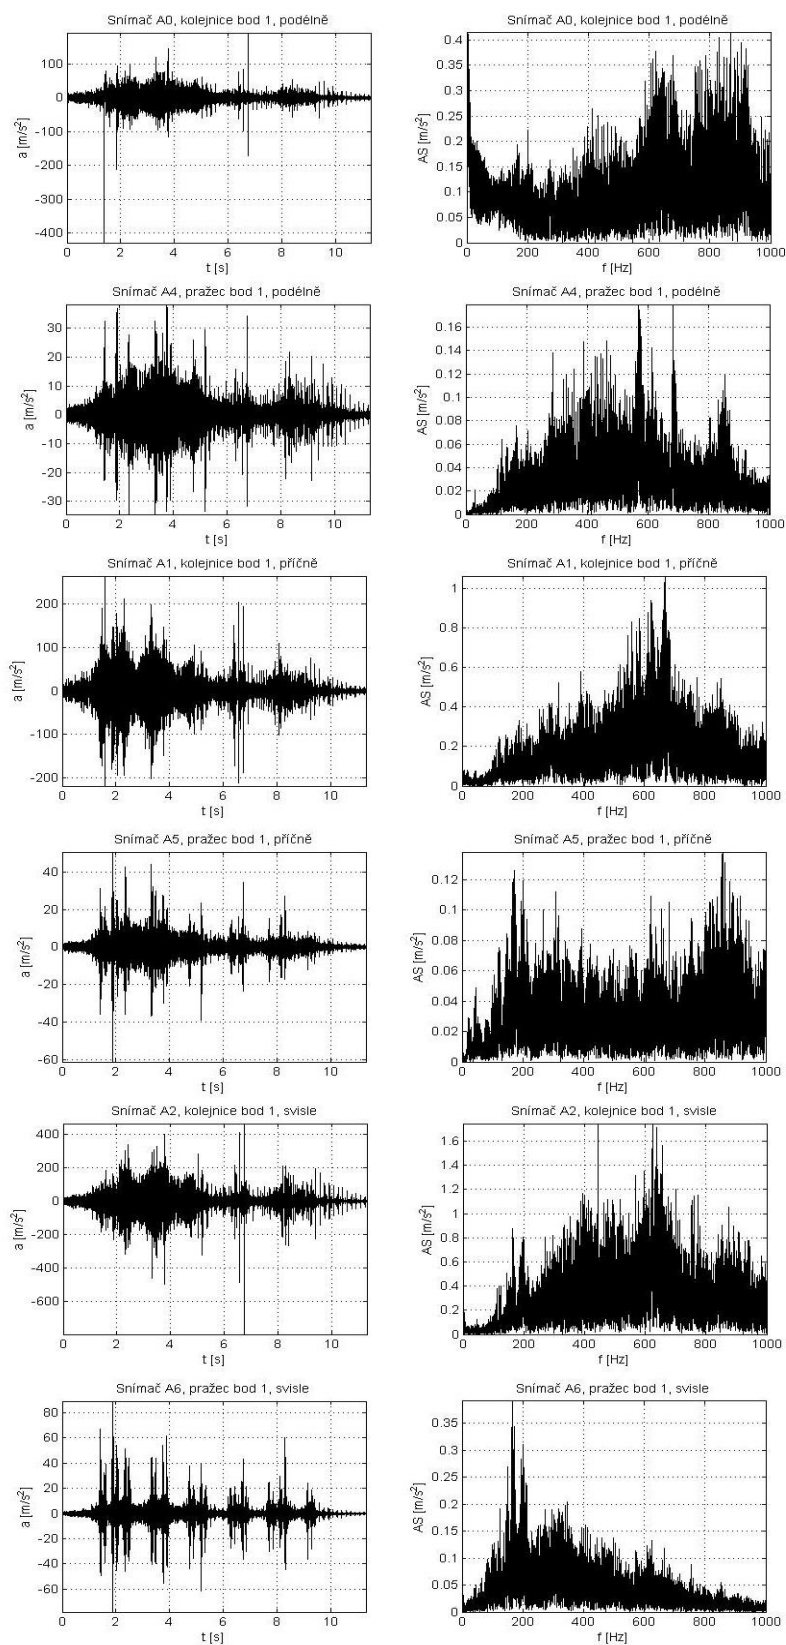 Snímač A0, kolejnice bod 1, podélně
a [m/s²]
100
0
-100
-200
-300
-400
0 2 4 6 8 10
t [s]
Snímač A0, kolejnice bod 1, podélně
AS [m/s²]
0.4
0.35
0.3
0.25
0.2
0.15
0.1
0.05
0
0 200 400 600 800 1000
f [Hz]
Snímač A4, pražec bod 1, podélně
a [m/s²]
30
20
10
0
-10
-20
-30
0 2 4 6 8 10
t [s]
Snímač A4, pražec bod 1, podélně
AS [m/s²]
0.16
0.14
0.12
0.1
0.08
0.06
0.04
0.02
0
0 200 400 600 800 1000
f [Hz]
Snímač A1, kolejnice bod 1, příčně
a [m/s²]
200
100
0
-100
-200
0 2 4 6 8 10
t [s]
Snímač A1, kolejnice bod 1, příčně
AS [m/s²]
1
0.8
0.6
0.4
0.2
0
0 200 400 600 800 1000
f [Hz]
Snímač A5, pražec bod 1, příčně
a [m/s²]
40
20
0
-20
-40
-60
0 2 4 6 8 10
t [s]
Snímač A5, pražec bod 1, příčně
AS [m/s²]
0.12
0.1
0.08
0.06
0.04
0.02
0
0 200 400 600 800 1000
f [Hz]
Snímač A2, kolejnice bod 1, svisle
a [m/s²]
400
200
0
-200
-400
-600
0 2 4 6 8 10
t [s]
Snímač A2, kolejnice bod 1, svisle
AS [m/s²]
1.6
1.4
1.2
1
0.8
0.6
0.4
0.2
0
0 200 400 600 800 1000
f [Hz]
Snímač A6, pražec bod 1, svisle
a [m/s²]
80
60
40
20
0
-20
-40
-60
0 2 4 6 8 10
t [s]
Snímač A6, pražec bod 1, svisle
AS [m/s²]
0.35
0.3
0.25
0.2
0.15
0.1
0.05
0
0 200 400 600 800 1000
f [Hz]